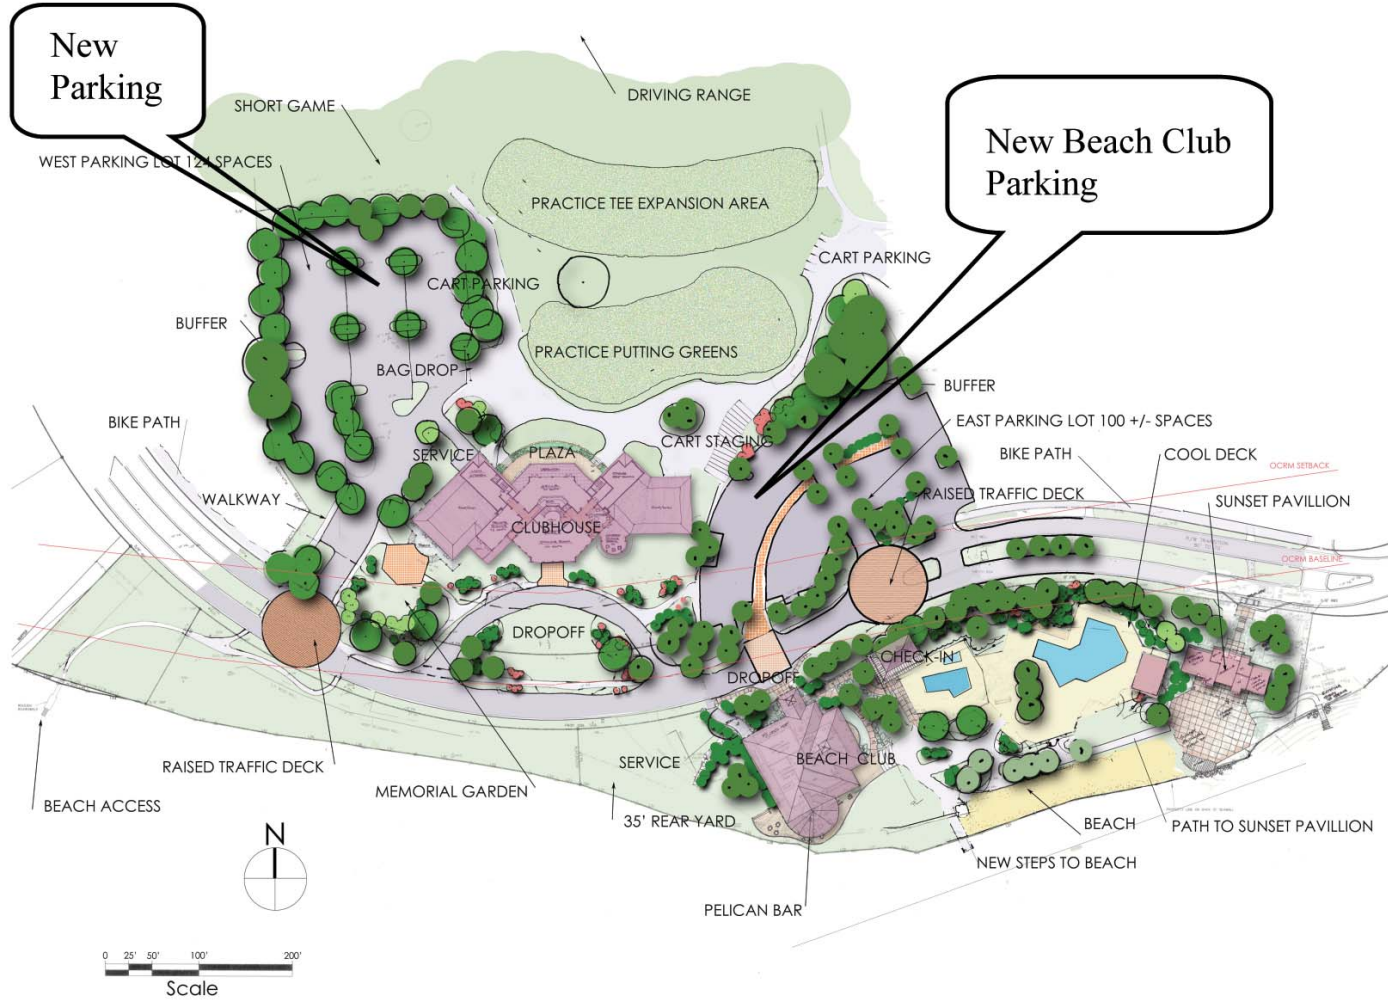 New
Parking
New Beach Club
Parking
DRIVING RANGE
SHORT GAME
WEST PARKING LOT 124 SPACES
PRACTICE TEE EXPANSION AREA
CART PARKING
CART PARKING
BUFFER
PRACTICE PUTTING GREENS
BAG DROP
BUFFER
BIKE PATH
EAST PARKING LOT 100 +/- SPACES
CART STAGING
SERVICE
PLAZA
BIKE PATH
COOL DECK
OCRM SETBACK
WALKWAY
RAISED TRAFFIC DECK
SUNSET PAVILLION
CLUBHOUSE
OCRM BASELINE
DROPOFF
CHECK-IN
DROPOFF
RAISED TRAFFIC DECK
SERVICE
BEACH CLUB
MEMORIAL GARDEN
BEACH ACCESS
35' REAR YARD
BEACH
PATH TO SUNSET PAVILLION
N
NEW STEPS TO BEACH
PELICAN BAR
0 25' 50' 100' 200'
Scale